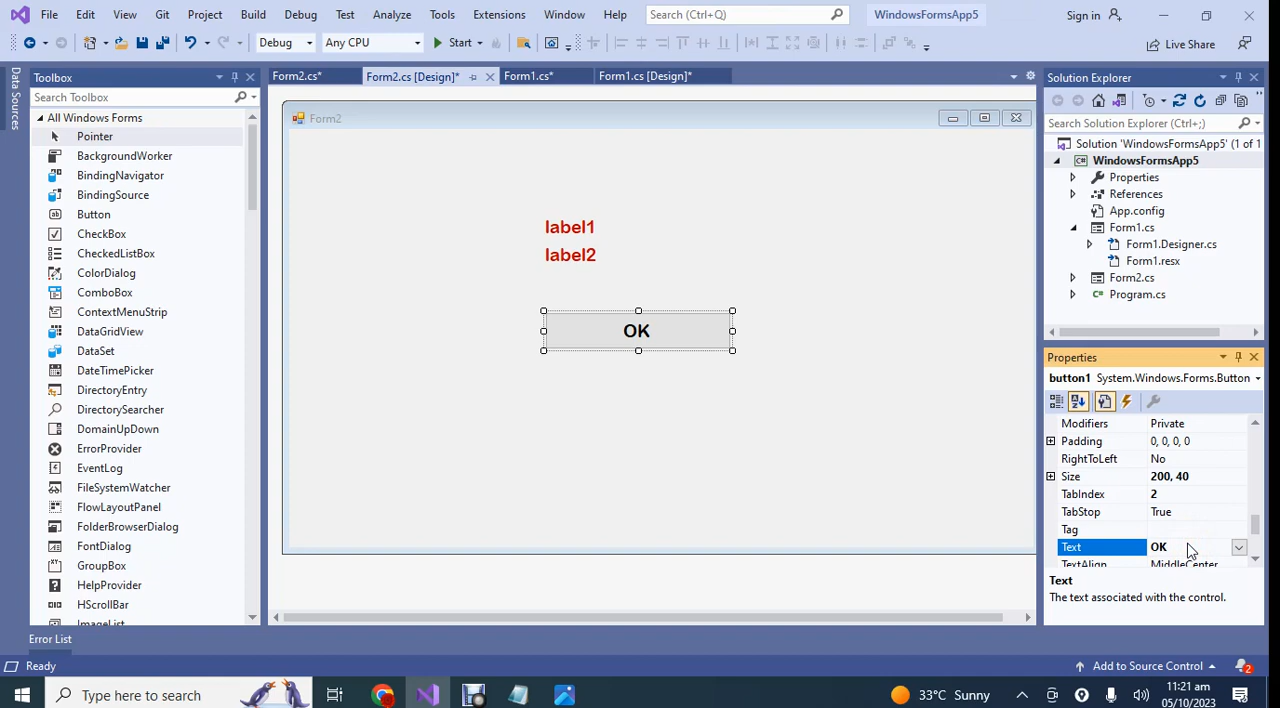 File Edit View Git Project Build Debug Test Analyze Tools Extensions Window Help Search (Ctrl+Q) WindowsFormsApp5 Sign in
Debug Any CPU Start Live Share
Data Sources
Toolbox
Search Toolbox
All Windows Forms
Pointer
BackgroundWorker
BindingNavigator
BindingSource
Button
CheckBox
CheckedListBox
ColorDialog
ComboBox
ContextMenuStrip
DataGridView
DataSet
DateTimePicker
DirectoryEntry
DirectorySearcher
DomainUpDown
ErrorProvider
EventLog
FileSystemWatcher
FlowLayoutPanel
FolderBrowserDialog
FontDialog
GroupBox
HelpProvider
HScrollBar
ImageList
Form2.cs* Form2.cs [Design]* Form1.cs* Form1.cs [Design]*
Form2
label1
label2
OK
Solution Explorer
Search Solution Explorer (Ctrl+;)
Solution 'WindowsFormsApp5' (1 of 1
WindowsFormsApp5
Properties
References
App.config
Form1.cs
Form1.Designer.cs
Form1.resx
Form2.cs
Program.cs
Properties
button1 System.Windows.Forms.Button
Modifiers Private
Padding 0, 0, 0, 0
RightToLeft No
Size 200, 40
TabIndex 2
TabStop True
Tag
Text OK
TextAlign MiddleCenter
Text
The text associated with the control.
Error List
Ready Add to Source Control 2
Type here to search 33°C Sunny 11:21 am
05/10/2023